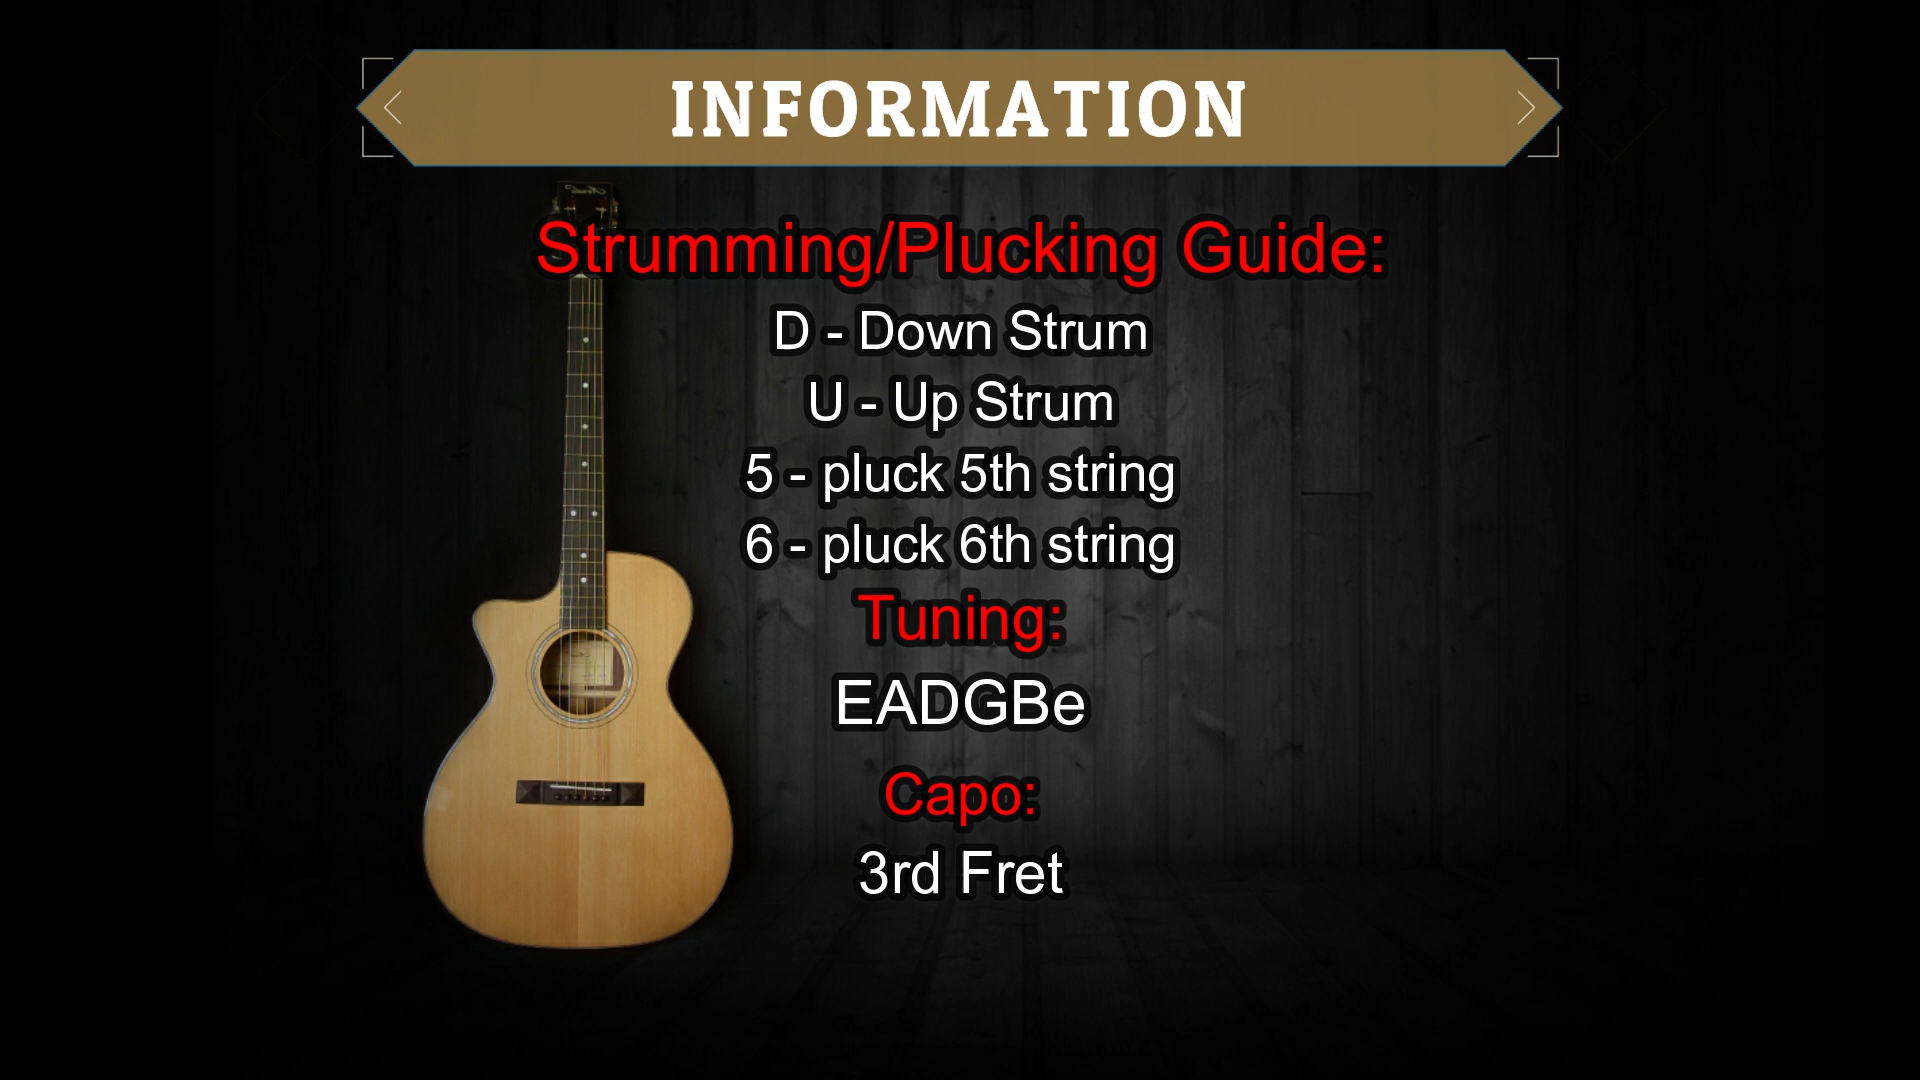 INFORMATION
Strumming/Plucking Guide:
D - Down Strum
U - Up Strum
5 - pluck 5th string
6 - pluck 6th string
Tuning:
EADGBe
Capo:
3rd Fret